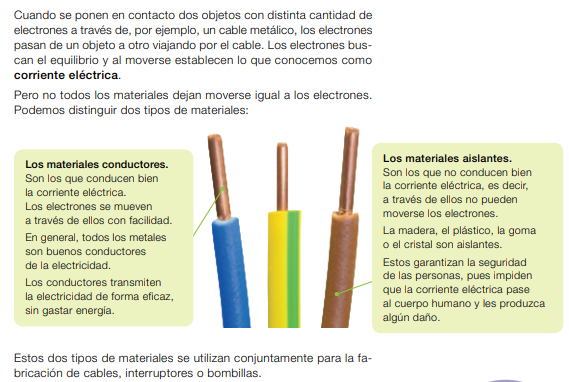 Cuando se ponen en contacto dos objetos con distinta cantidad de
electrones a través de, por ejemplo, un cable metálico, los electrones
pasan de un objeto a otro viajando por el cable. Los electrones bus-
can el equilibrio y al moverse establecen lo que conocemos como
corriente eléctrica.
Pero no todos los materiales dejan moverse igual a los electrones.
Podemos distinguir dos tipos de materiales:
Los materiales conductores.
Son los que conducen bien
la corriente eléctrica.
Los electrones se mueven
a través de ellos con facilidad.
En general, todos los metales
son buenos conductores
de la electricidad.
Los conductores transmiten
la electricidad de forma eficaz,
sin gastar energía.
Los materiales aislantes.
Son los que no conducen bien
la corriente eléctrica, es decir,
a través de ellos no pueden
moverse los electrones.
La madera, el plástico, la goma
o el cristal son aislantes.
Estos garantizan la seguridad
de las personas, pues impiden
que la corriente eléctrica pase
al cuerpo humano y les produzca
algún daño.
Estos dos tipos de materiales se utilizan conjuntamente para la fa-
bricación de cables, interruptores o bombillas.